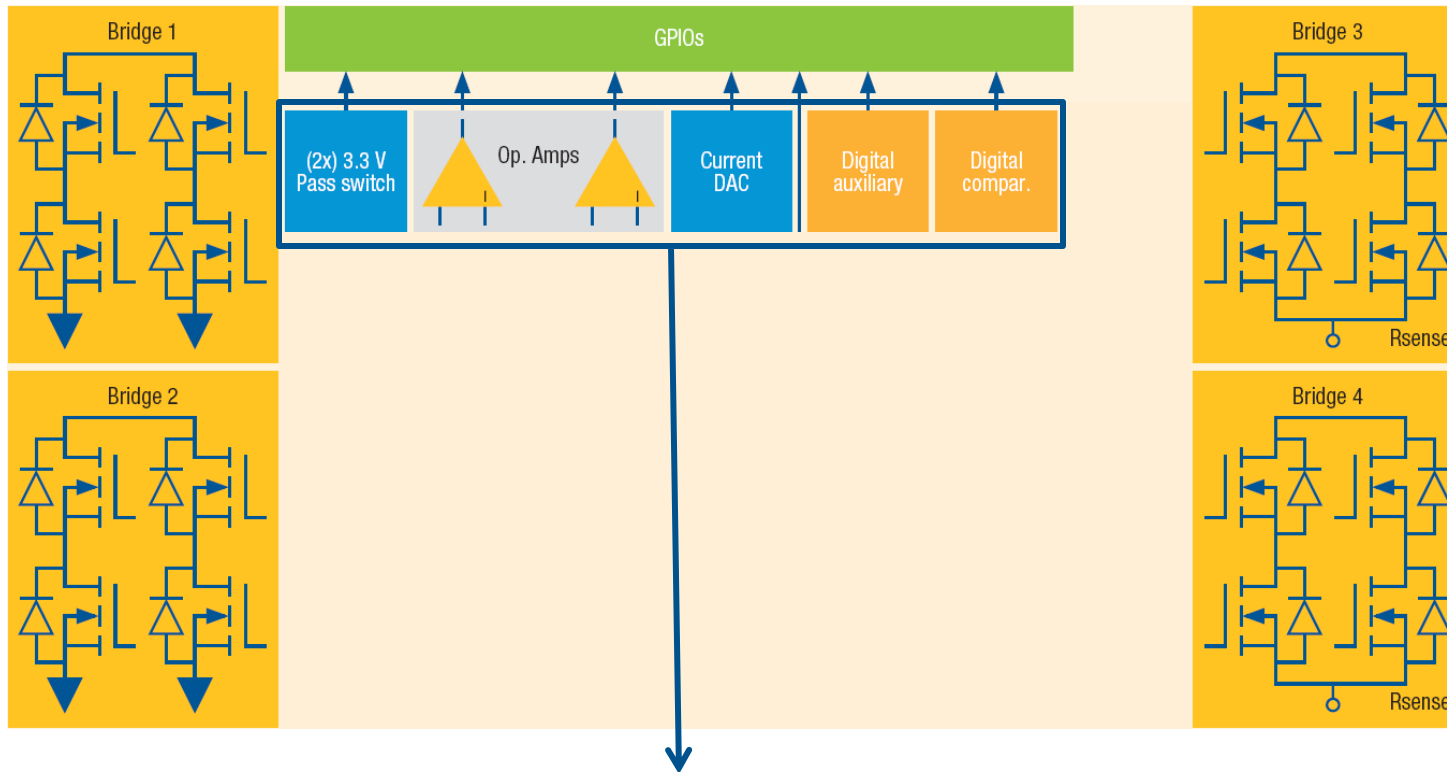 Bridge 1
GPIOs
Bridge 3
(2x) 3.3 V
Pass switch
Op. Amps
Current
DAC
Digital
auxiliary
Digital
compar.
Rsense
Bridge 2
Bridge 4
Rsense